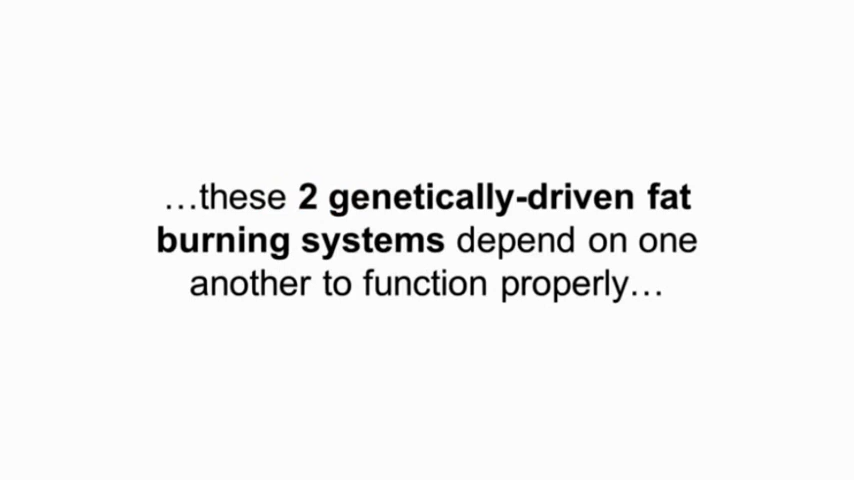 …these 2 genetically-driven fat
burning systems depend on one
another to function properly…